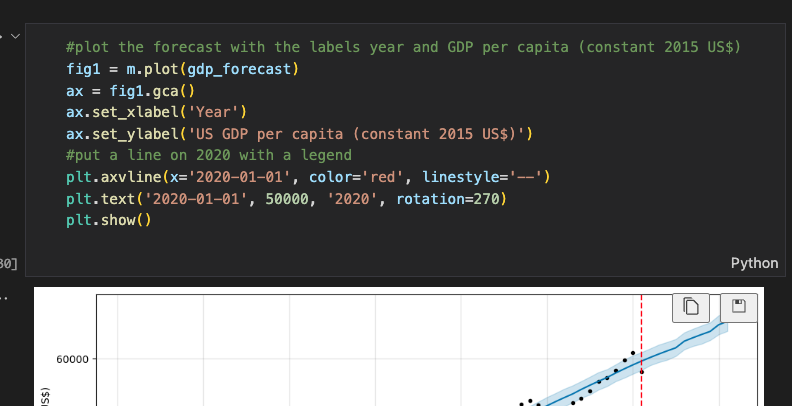 #plot the forecast with the labels year and GDP per capita (constant 2015 US$)
fig1 = m.plot(gdp_forecast)
ax = fig1.gca()
ax.set_xlabel('Year')
ax.set_ylabel('US GDP per capita (constant 2015 US$)')
#put a line on 2020 with a legend
plt.axvline(x='2020-01-01', color='red', linestyle='--')
plt.text('2020-01-01', 50000, '2020', rotation=270)
plt.show()
30]
Python
60000
US$)